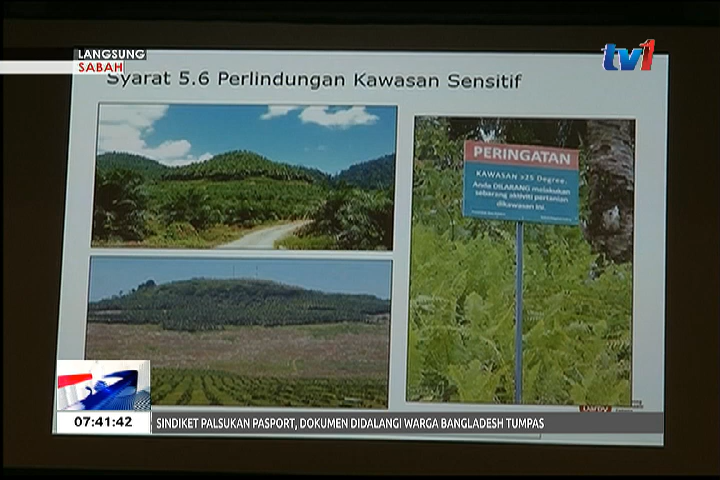 LANGSUNG
SABAH
tv1
Syarat 5.6 Perlindungan Kawasan Sensitif
PERINGATAN
KAWASAN >25 Degree.
Anda DILARANG melakukan
sebarang aktiviti pertanian
dikawasan ini.
Darby
07:41:42
SINDIKET PALSUKAN PASPORT, DOKUMEN DIDALANGI WARGA BANGLADESH TUMPAS